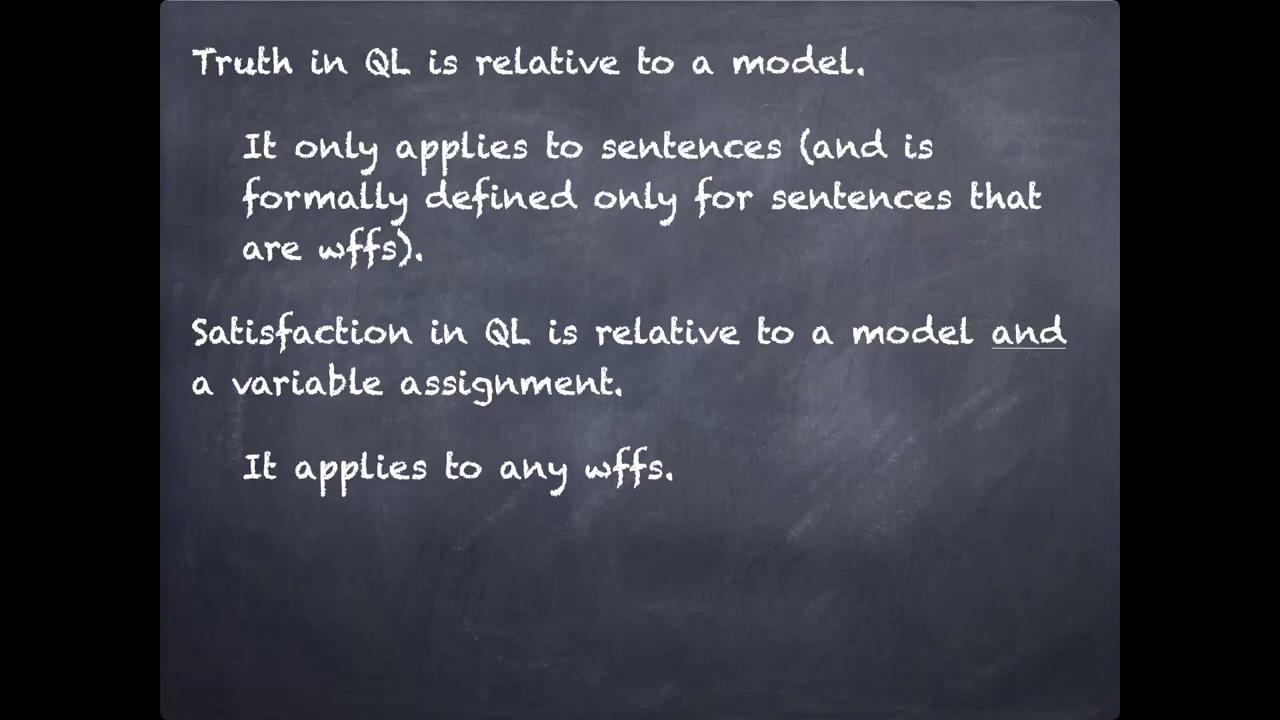 Truth in QL is relative to a model.
It only applies to sentences (and is
formally defined only for sentences that
are wffs).
Satisfaction in QL is relative to a model and
a variable assignment.
It applies to any wffs.